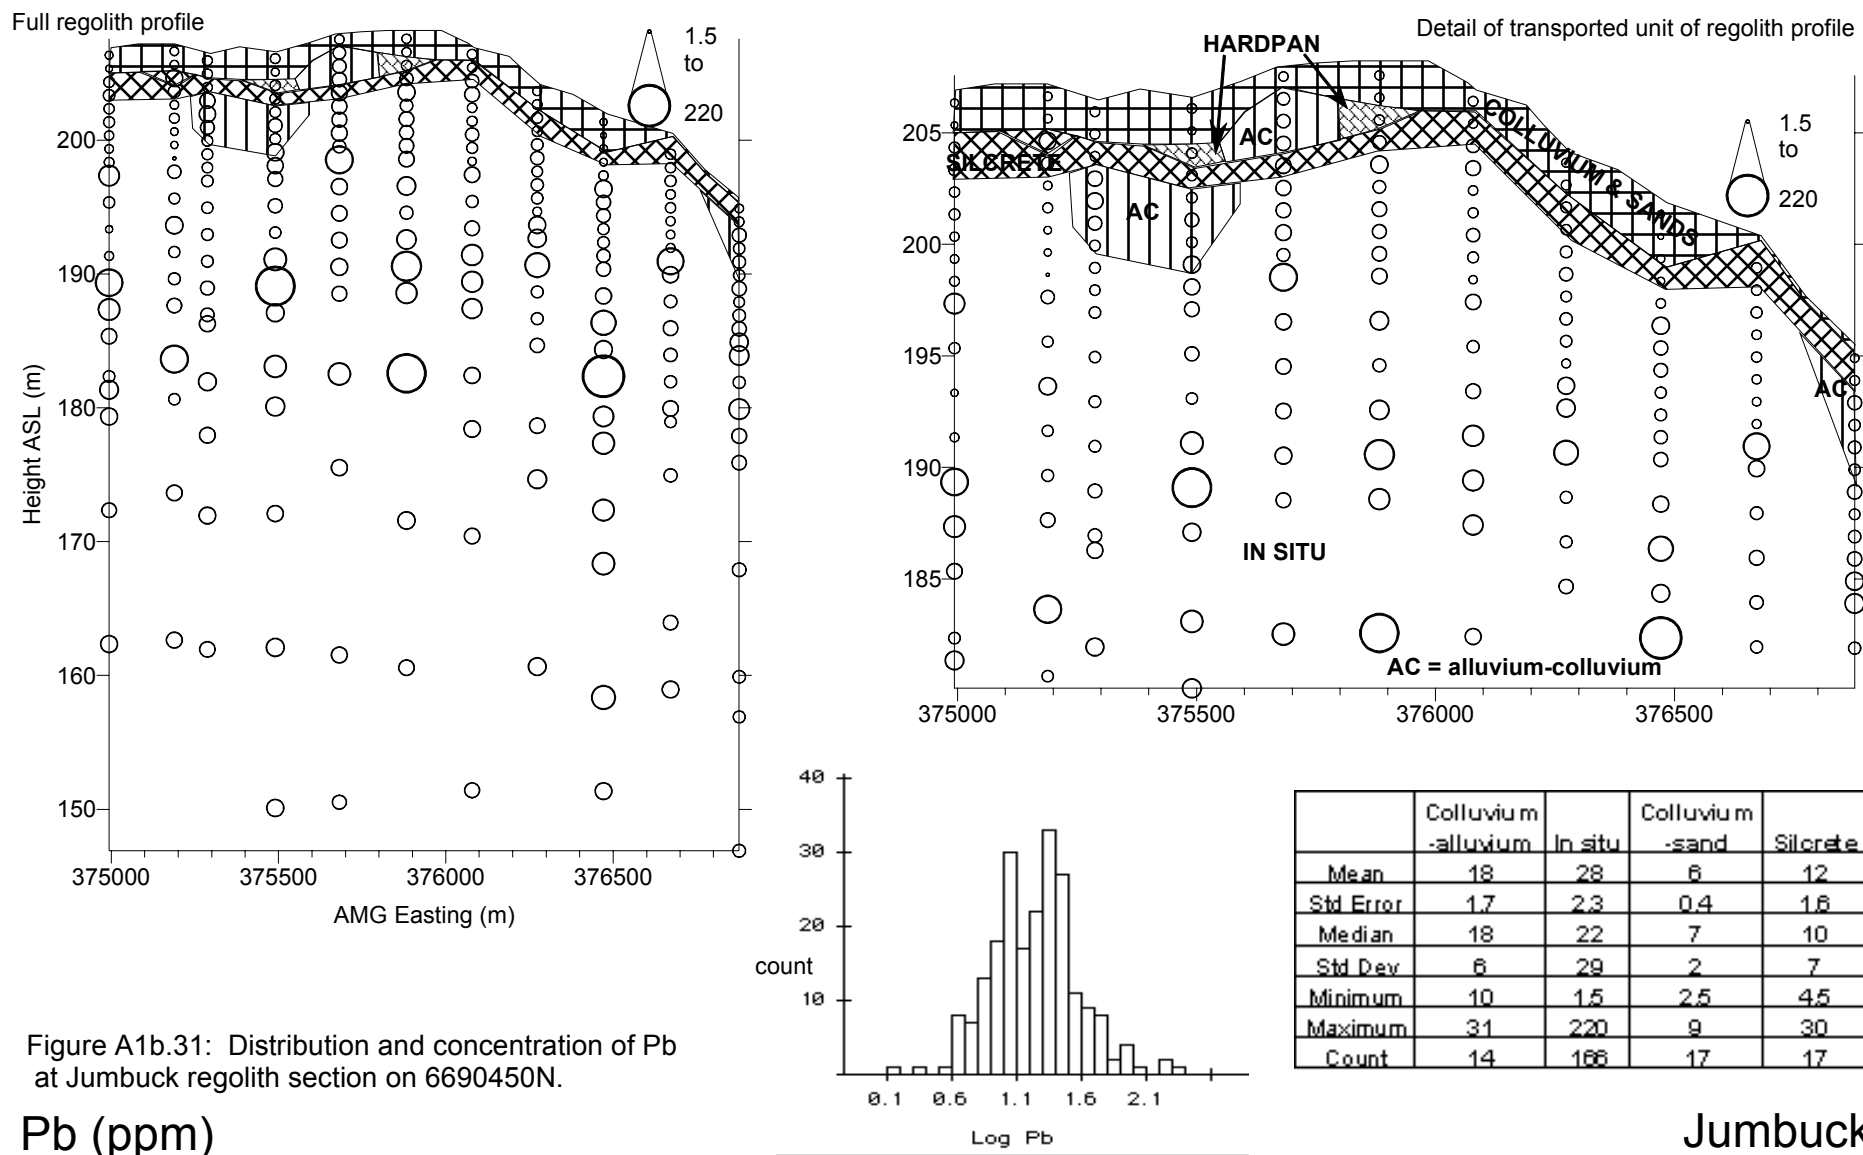 Full regolith profile
1.5
to
220
200
190
180
170
160
150
Height ASL (m)
375000 375500 376000 376500
AMG Easting (m)
Detail of transported unit of regolith profile
HARDPAN
1.5
to
220
205
200
195
190
185
SILCRETE
AC
AC
COLLUVIUM & SANDS
AC
IN SITU
AC = alluvium-colluvium
375000 375500 376000 376500
40
30
20
10
count
0.1 0.6 1.1 1.6 2.1
Log Pb
Colluvium Colluvium
-alluvium In situ -sand Silcrete
Mean 18 28 6 12
Std Error 1.7 2.3 0.4 1.6
Median 18 22 7 10
Std Dev 6 29 2 7
Minimum 10 1.5 2.5 4.5
Maximum 31 220 9 30
Count 14 166 17 17
Figure A1b.31: Distribution and concentration of Pb
at Jumbuck regolith section on 6690450N.
Pb (ppm)
Jumbuck